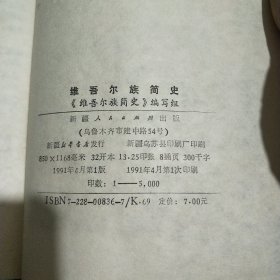 维吾尔族简史
《维吾尔族简史》编写组
新疆人民出版社出版
(乌鲁木齐市建中路54号)
新疆新华书店发行 新疆乌苏县印刷厂印刷
850×1168毫米 32开本 13.25印张 8插页 300千字
1991年4月第1版 1991年4月第1次印刷
印数：1—5,000
ISBN7—228—00836—7/K·69 定价：7.00元